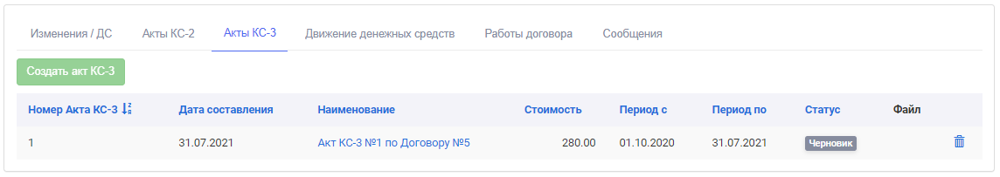 Изменения / ДС Акты КС-2 Акты КС-3 Движение денежных средств Работы договора Сообщения
Создать акт КС-3
Номер Акта КС-3 Дата составления Наименование Стоимость Период с Период по Статус Файл
1 31.07.2021 Акт КС-3 №1 по Договору №5 280.00 01.10.2020 31.07.2021 Черновик